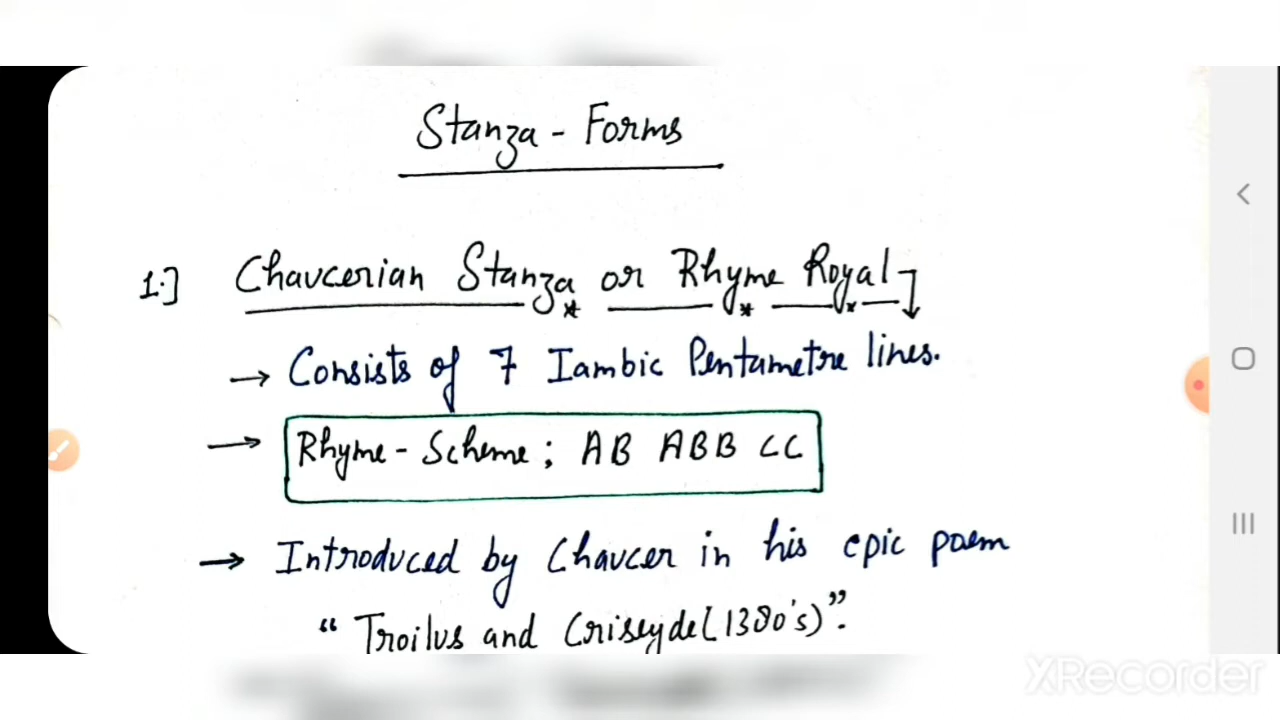 Stanza - Forms
1.] Chaucerian Stanza or Rhyme Royal
→ Consists of 7 Iambic Pentametre lines.
→ Rhyme - Scheme ; AB ABB CC
→ Introduced by Chaucer in his epic poem
“ Troilus and Criseyde (1380's)”.
XRecorder